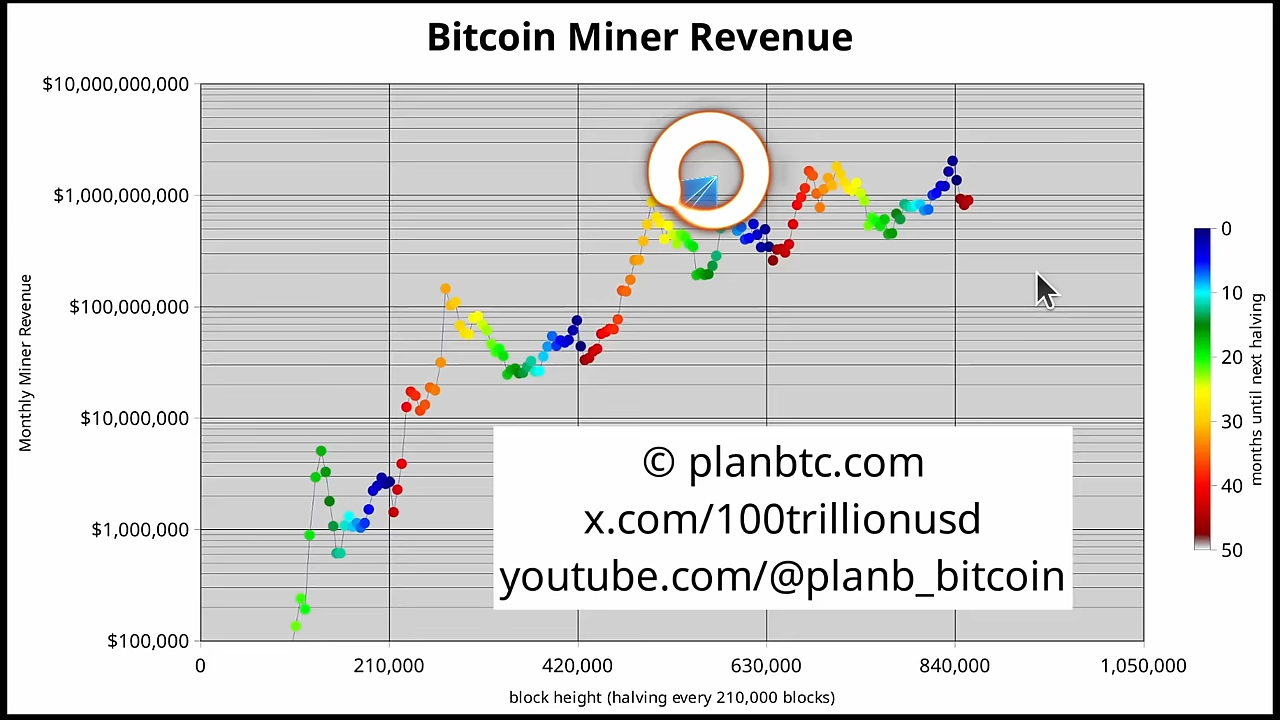 Bitcoin Miner Revenue
$10,000,000,000
$1,000,000,000
$100,000,000
$10,000,000
$1,000,000
$100,000
Monthly Miner Revenue
0
210,000
420,000
630,000
840,000
1,050,000
block height (halving every 210,000 blocks)
© planbtc.com
x.com/100trillionusd
youtube.com/@planb_bitcoin
0
10
20
30
40
50
months until next halving